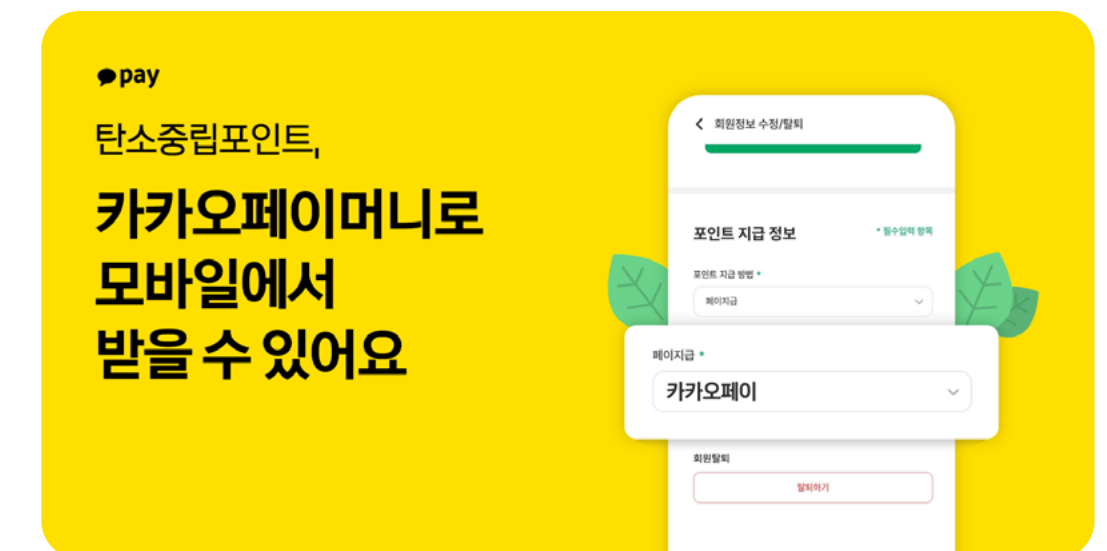 pay
탄소중립포인트,
카카오페이머니로
모바일에서
받을 수 있어요
회원정보 수정/탈퇴
포인트 지급 정보
* 필수입력 항목
포인트 지급 방법 *
페이지급
페이지급 *
카카오페이
회원탈퇴
탈퇴하기